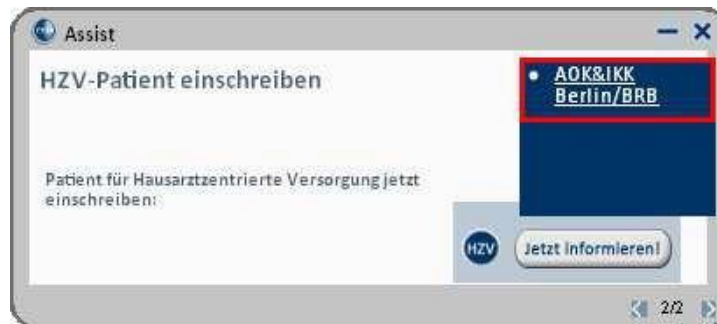 Assist
HZV-Patient einschreiben
• AOK&IKK
Berlin/BRB
Patient für Hausarztzentrierte Versorgung jetzt
einschreiben:
HZV
Jetzt informieren!
2/2